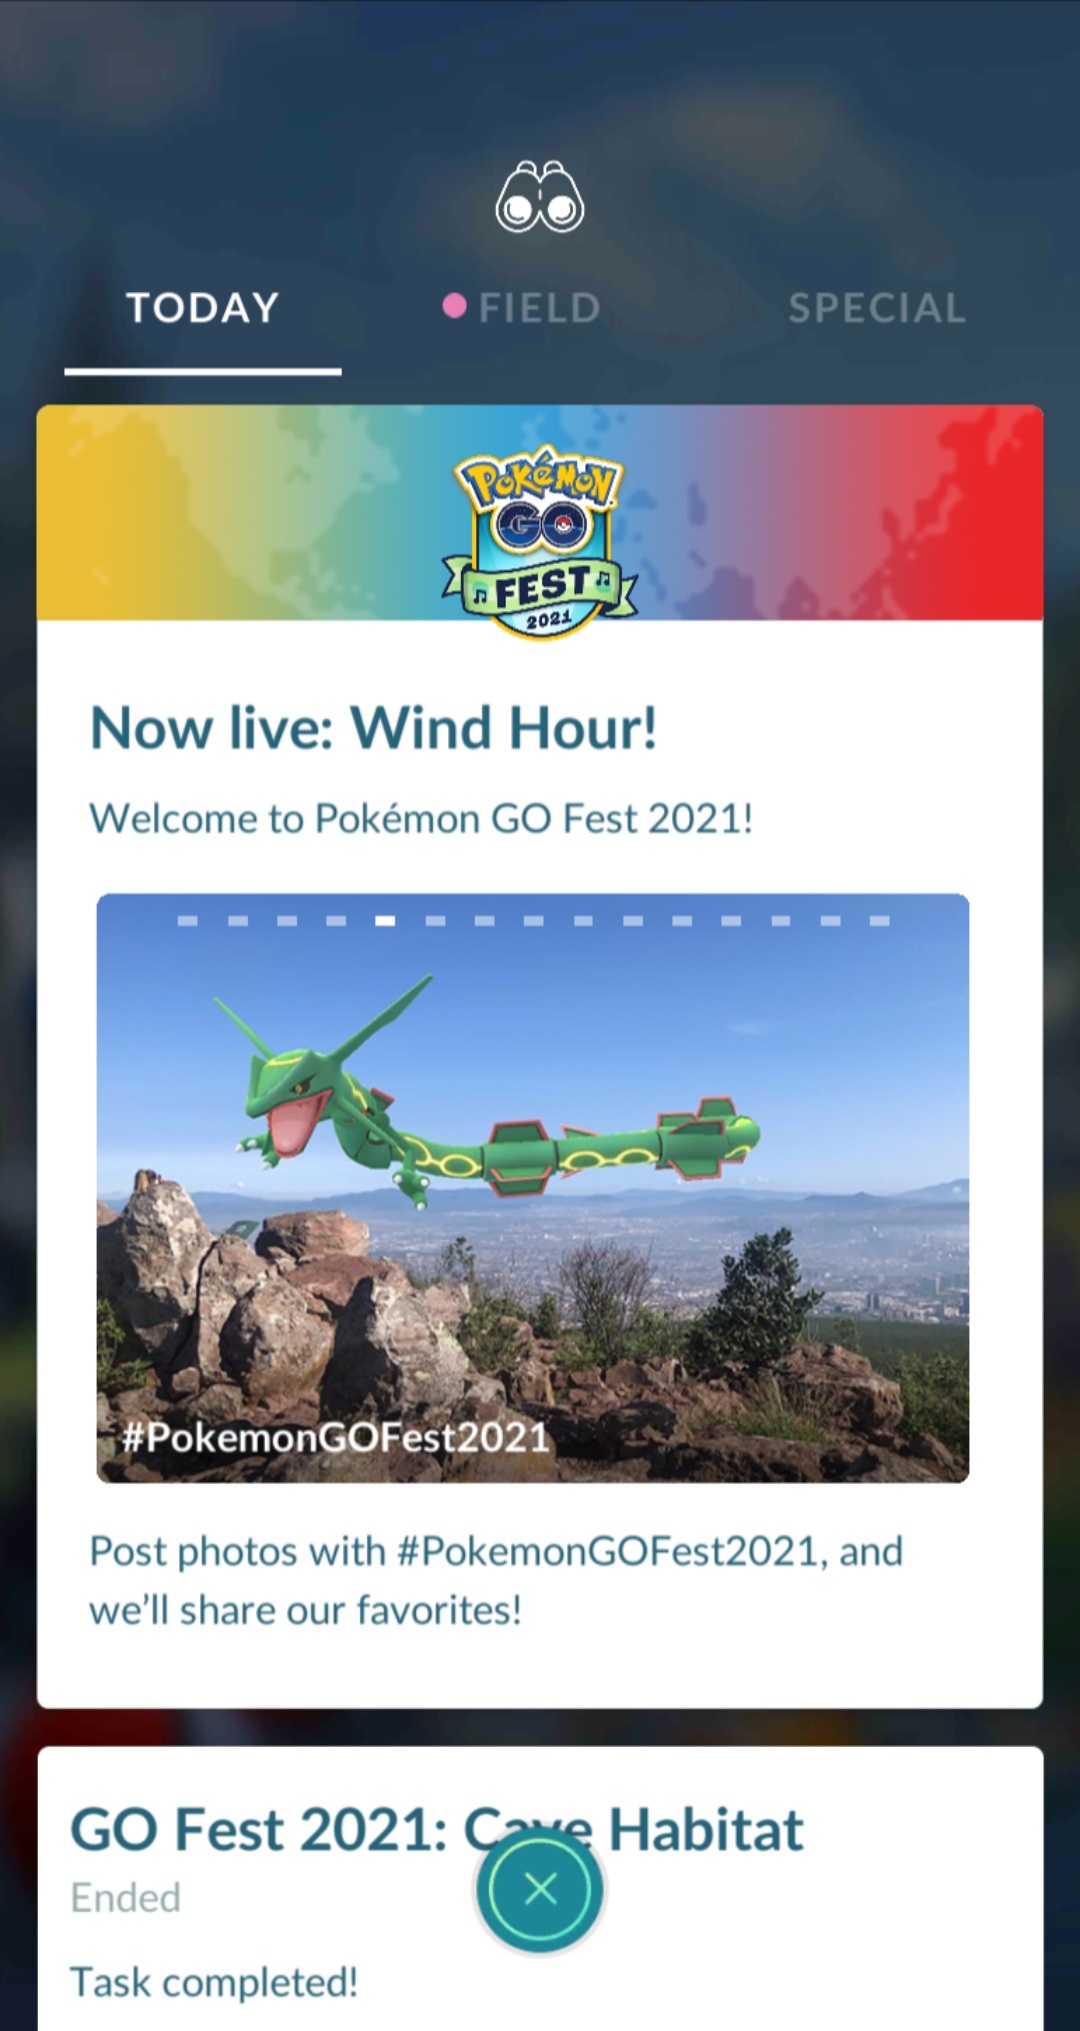 TODAY
FIELD
SPECIAL
POKéMON
GO
FEST
2021
Now live: Wind Hour!
Welcome to Pokémon GO Fest 2021!
#PokemonGOFest2021
Post photos with #PokemonGOFest2021, and
we’ll share our favorites!
GO Fest 2021: Cave Habitat
Ended
Task completed!